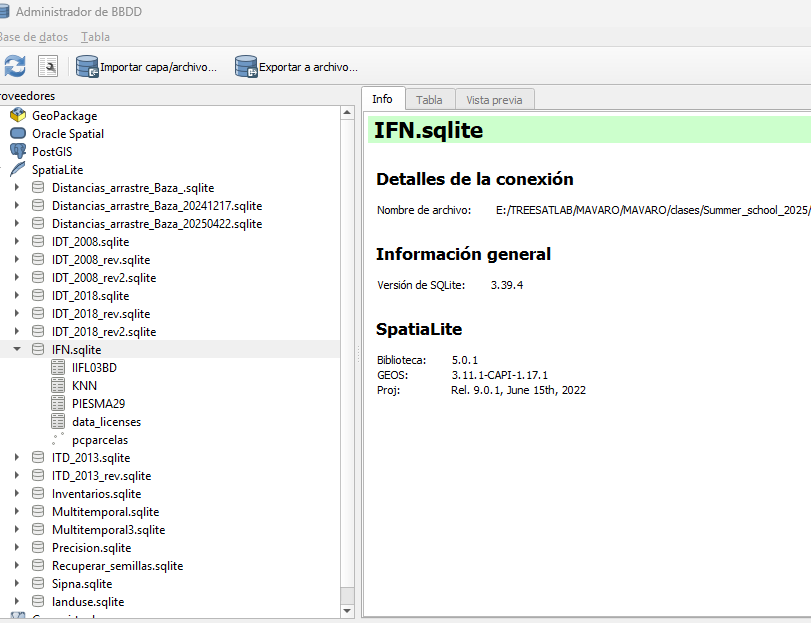 Administrador de BBDD
Base de datos Tabla
Importar capa/archivo... Exportar a archivo...
roveedores
GeoPackage
Oracle Spatial
PostGIS
SpatiaLite
Distancias_arrastre_Baza_.sqlite
Distancias_arrastre_Baza_20241217.sqlite
Distancias_arrastre_Baza_20250422.sqlite
IDT_2008.sqlite
IDT_2008_rev.sqlite
IDT_2008_rev2.sqlite
IDT_2018.sqlite
IDT_2018_rev.sqlite
IDT_2018_rev2.sqlite
IFN.sqlite
IIFL03BD
KNN
PIESMA29
data_licenses
pcparcelas
ITD_2013.sqlite
ITD_2013_rev.sqlite
Inventarios.sqlite
Multitemporal.sqlite
Multitemporal3.sqlite
Precision.sqlite
Recuperar_semillas.sqlite
Sipna.sqlite
landuse.sqlite
Info Tabla Vista previa
IFN.sqlite
Detalles de la conexión
Nombre de archivo: E:/TREESATLAB/MAVARO/MAVARO/clases/Summer_school_2025/
Información general
Versión de SQLite: 3.39.4
SpatiaLite
Biblioteca: 5.0.1
GEOS: 3.11.1-CAPI-1.17.1
Proj: Rel. 9.0.1, June 15th, 2022